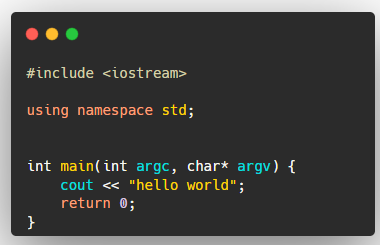 #include <iostream>
using namespace std;
int main(int argc, char* argv) {
    cout << "hello world";
    return 0;
}